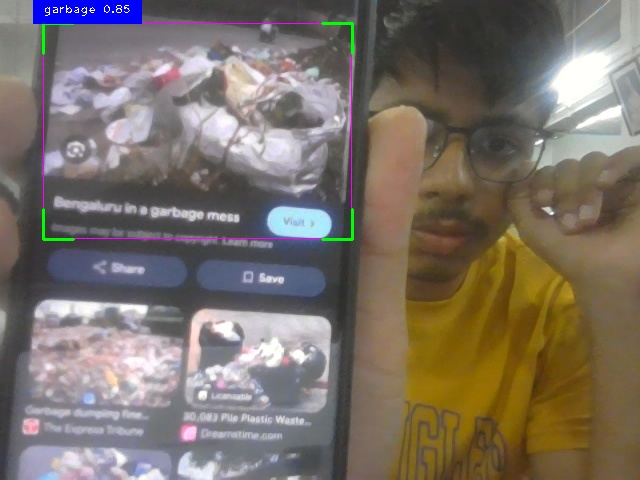 garbage 0.85
Bengaluru in a garbage mess
Visit >
Images may be subject to copyright. Learn more
Share
Save
Licensable
Garbage dumping fine...
The Express Tribune
30,083 Pile Plastic Waste...
Dreamstime.com